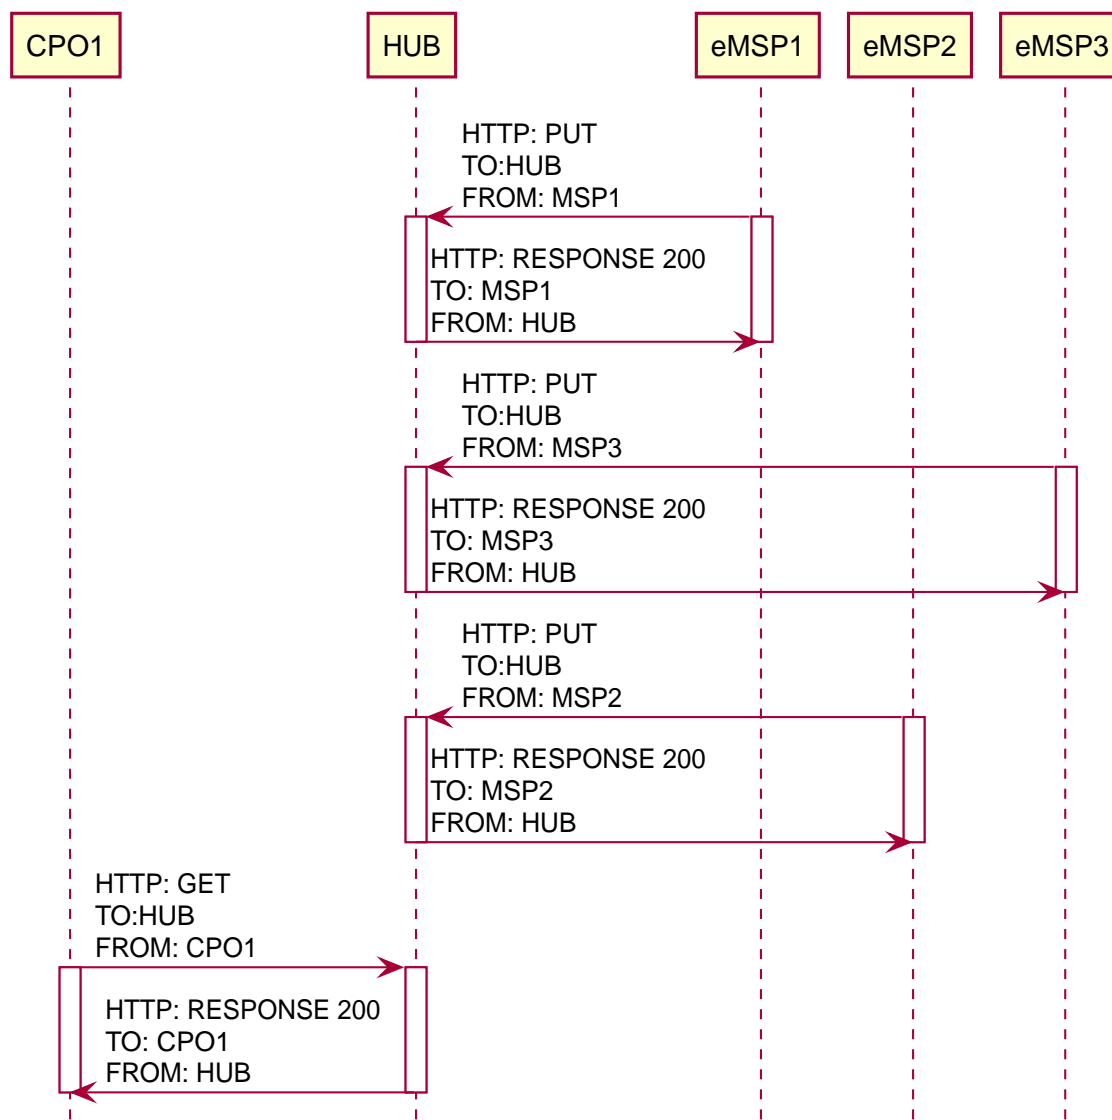 CPO1
HUB
eMSP1
eMSP2
eMSP3
HTTP: PUT
TO:HUB
FROM: MSP1
HTTP: RESPONSE 200
TO: MSP1
FROM: HUB
HTTP: PUT
TO:HUB
FROM: MSP3
HTTP: RESPONSE 200
TO: MSP3
FROM: HUB
HTTP: PUT
TO:HUB
FROM: MSP2
HTTP: RESPONSE 200
TO: MSP2
FROM: HUB
HTTP: GET
TO:HUB
FROM: CPO1
HTTP: RESPONSE 200
TO: CPO1
FROM: HUB